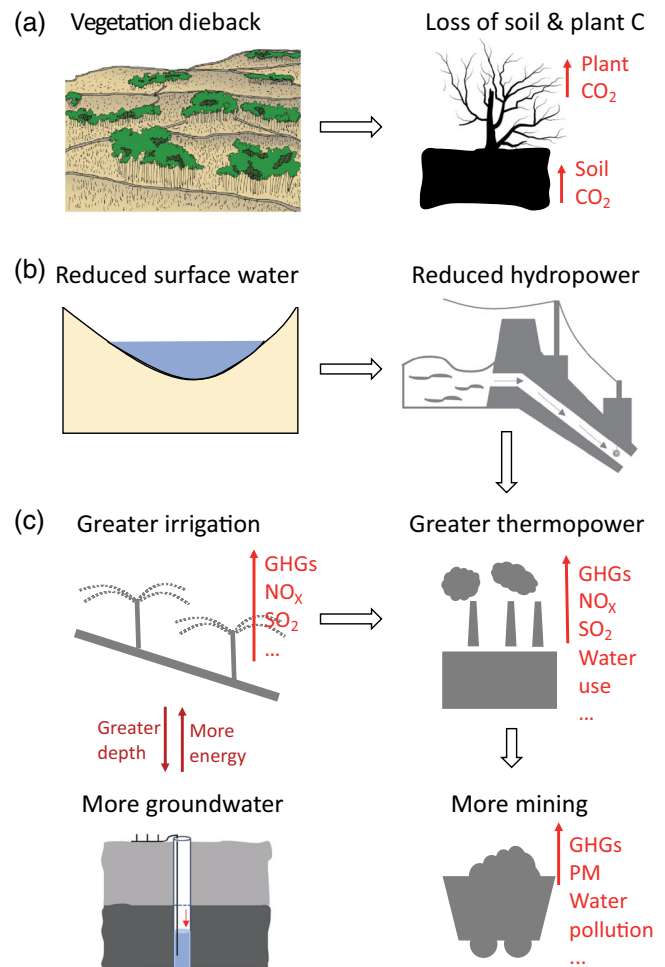 (a)
Vegetation dieback
Loss of soil & plant C
Plant
CO₂
Soil
CO₂
(b)
Reduced surface water
Reduced hydropower
(c)
Greater irrigation
Greater thermopower
GHGs
NOₓ
SO₂
...
GHGs
NOₓ
SO₂
Water
use
...
Greater
depth
More
energy
More groundwater
More mining
GHGs
PM
Water
pollution
...